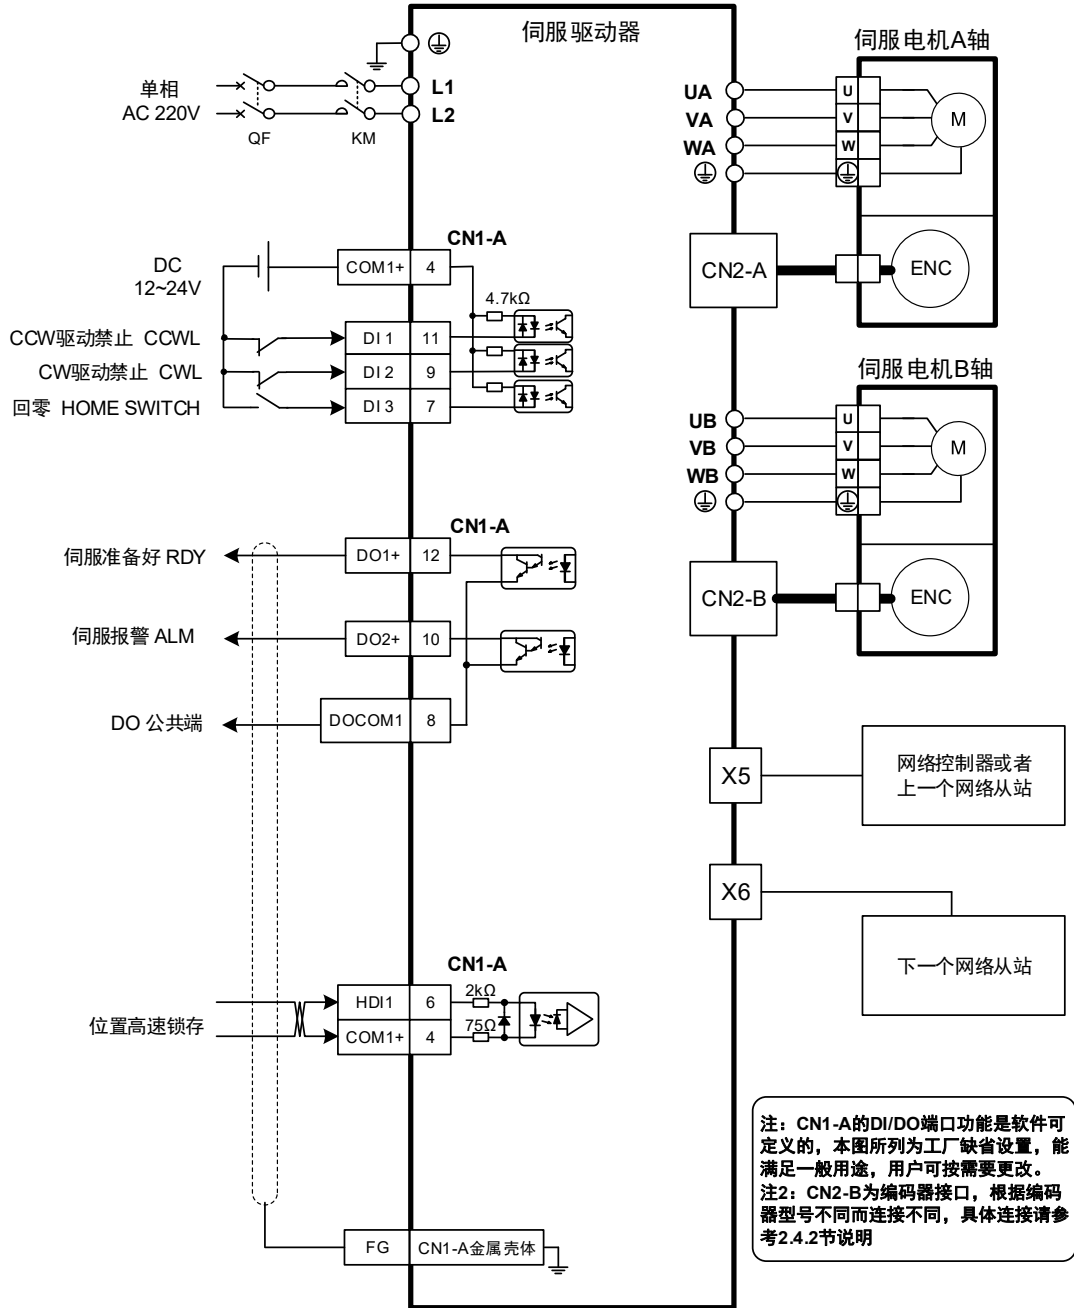 伺服驱动器
伺服电机A轴
单相
AC 220V
QF
KM
L1
L2
UA
VA
WA
U
V
W
M
CN2-A
ENC
CN1-A
DC
12~24V
COM1+ 4
4.7kΩ
CCW驱动禁止 CCWL
DI 1 11
CW驱动禁止 CWL
DI 2 9
回零 HOME SWITCH
DI 3 7
伺服电机B轴
UB
VB
WB
U
V
W
M
CN2-B
ENC
CN1-A
伺服准备好 RDY
DO1+ 12
伺服报警 ALM
DO2+ 10
DO 公共端
DOCOM1 8
X5
网络控制器或者
上一个网络从站
X6
下一个网络从站
CN1-A
位置高速锁存
HDI1 6
2kΩ
COM1+ 4
75Ω
FG
CN1-A金属壳体
注：CN1-A的DI/DO端口功能是软件可
定义的，本图所列为工厂缺省设置，能
满足一般用途，用户可按需要更改。
注2：CN2-B为编码器接口，根据编码
器型号不同而连接不同，具体连接请参
考2.4.2节说明